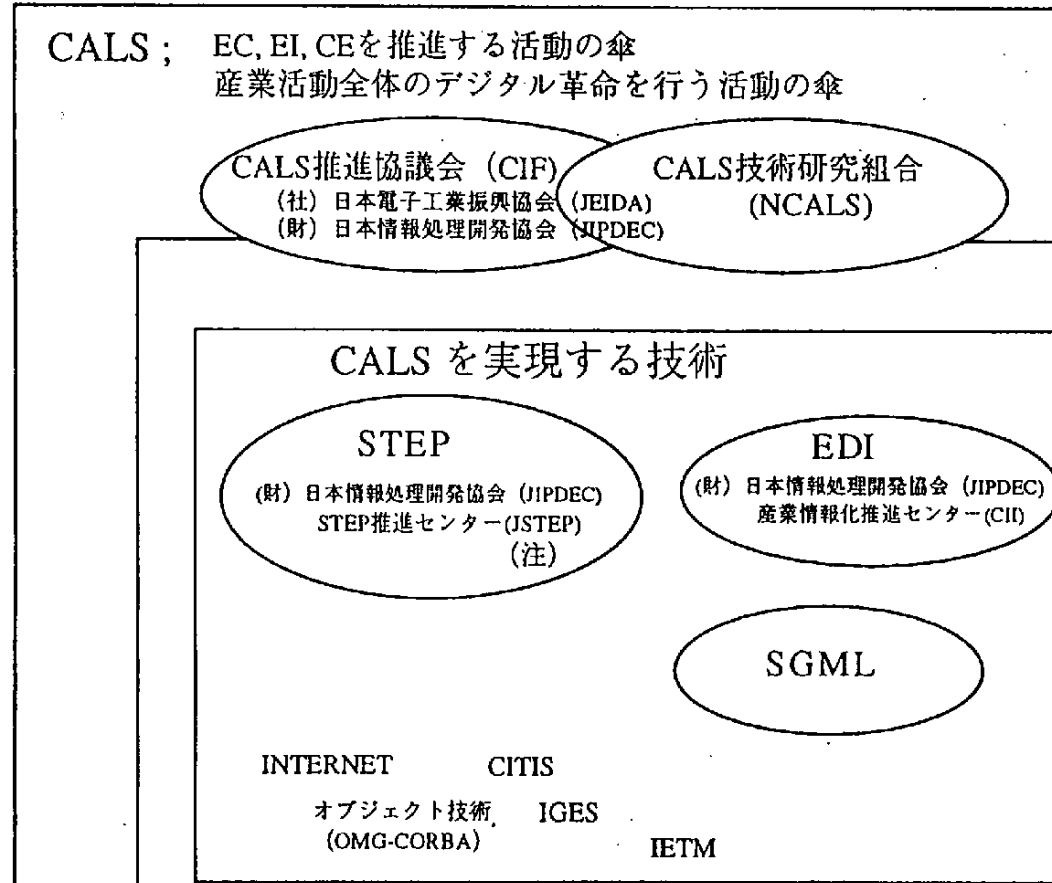 CALS ; EC, EI, CEを推進する活動の傘
産業活動全体のデジタル革命を行う活動の傘
CALS推進協議会 (CIF)
(社) 日本電子工業振興協会 (JEIDA)
(財) 日本情報処理開発協会 (JIPDEC)
CALS技術研究組合
(NCALS)
CALS を実現する技術
STEP
(財) 日本情報処理開発協会 (JIPDEC)
STEP推進センター(JSTEP)
(注)
EDI
(財) 日本情報処理開発協会 (JIPDEC)
産業情報化推進センター(CII)
SGML
INTERNET CITIS
オブジェクト技術 IGES
(OMG-CORBA)
IETM